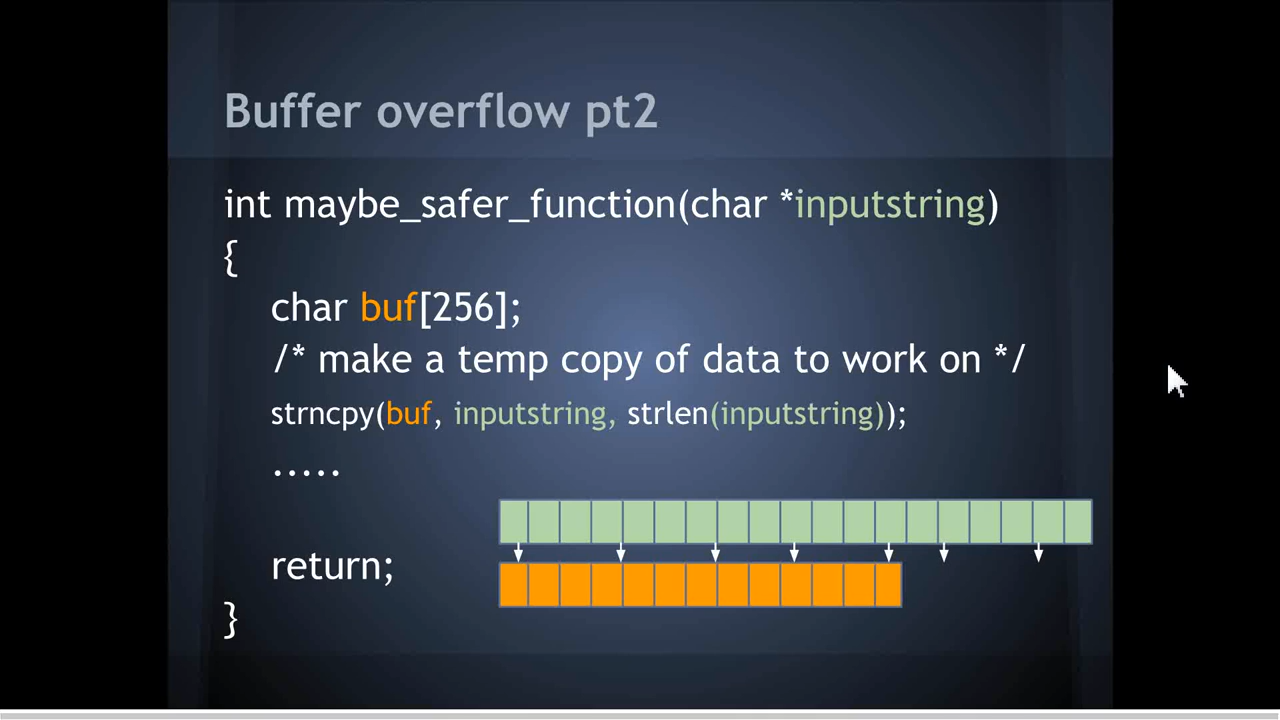 Buffer overflow pt2
int maybe_safer_function(char *inputstring)
{
char buf[256];
/* make a temp copy of data to work on */
strncpy(buf, inputstring, strlen(inputstring));
.....
return;
}